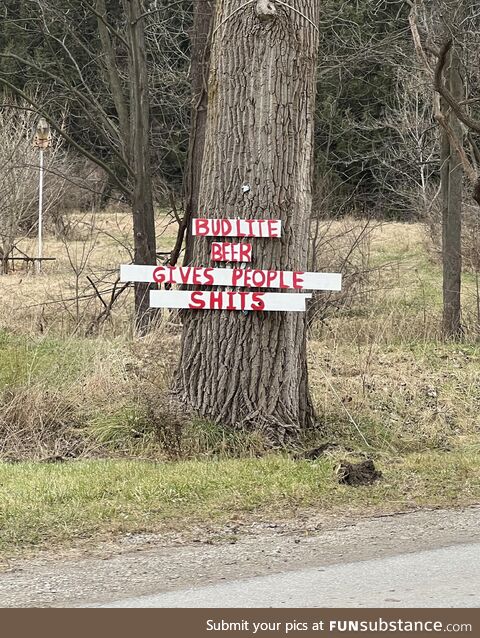 BUD LITE
BEER
GIVES PEOPLE
SHITS
Submit your pics at FUNsubstance.com